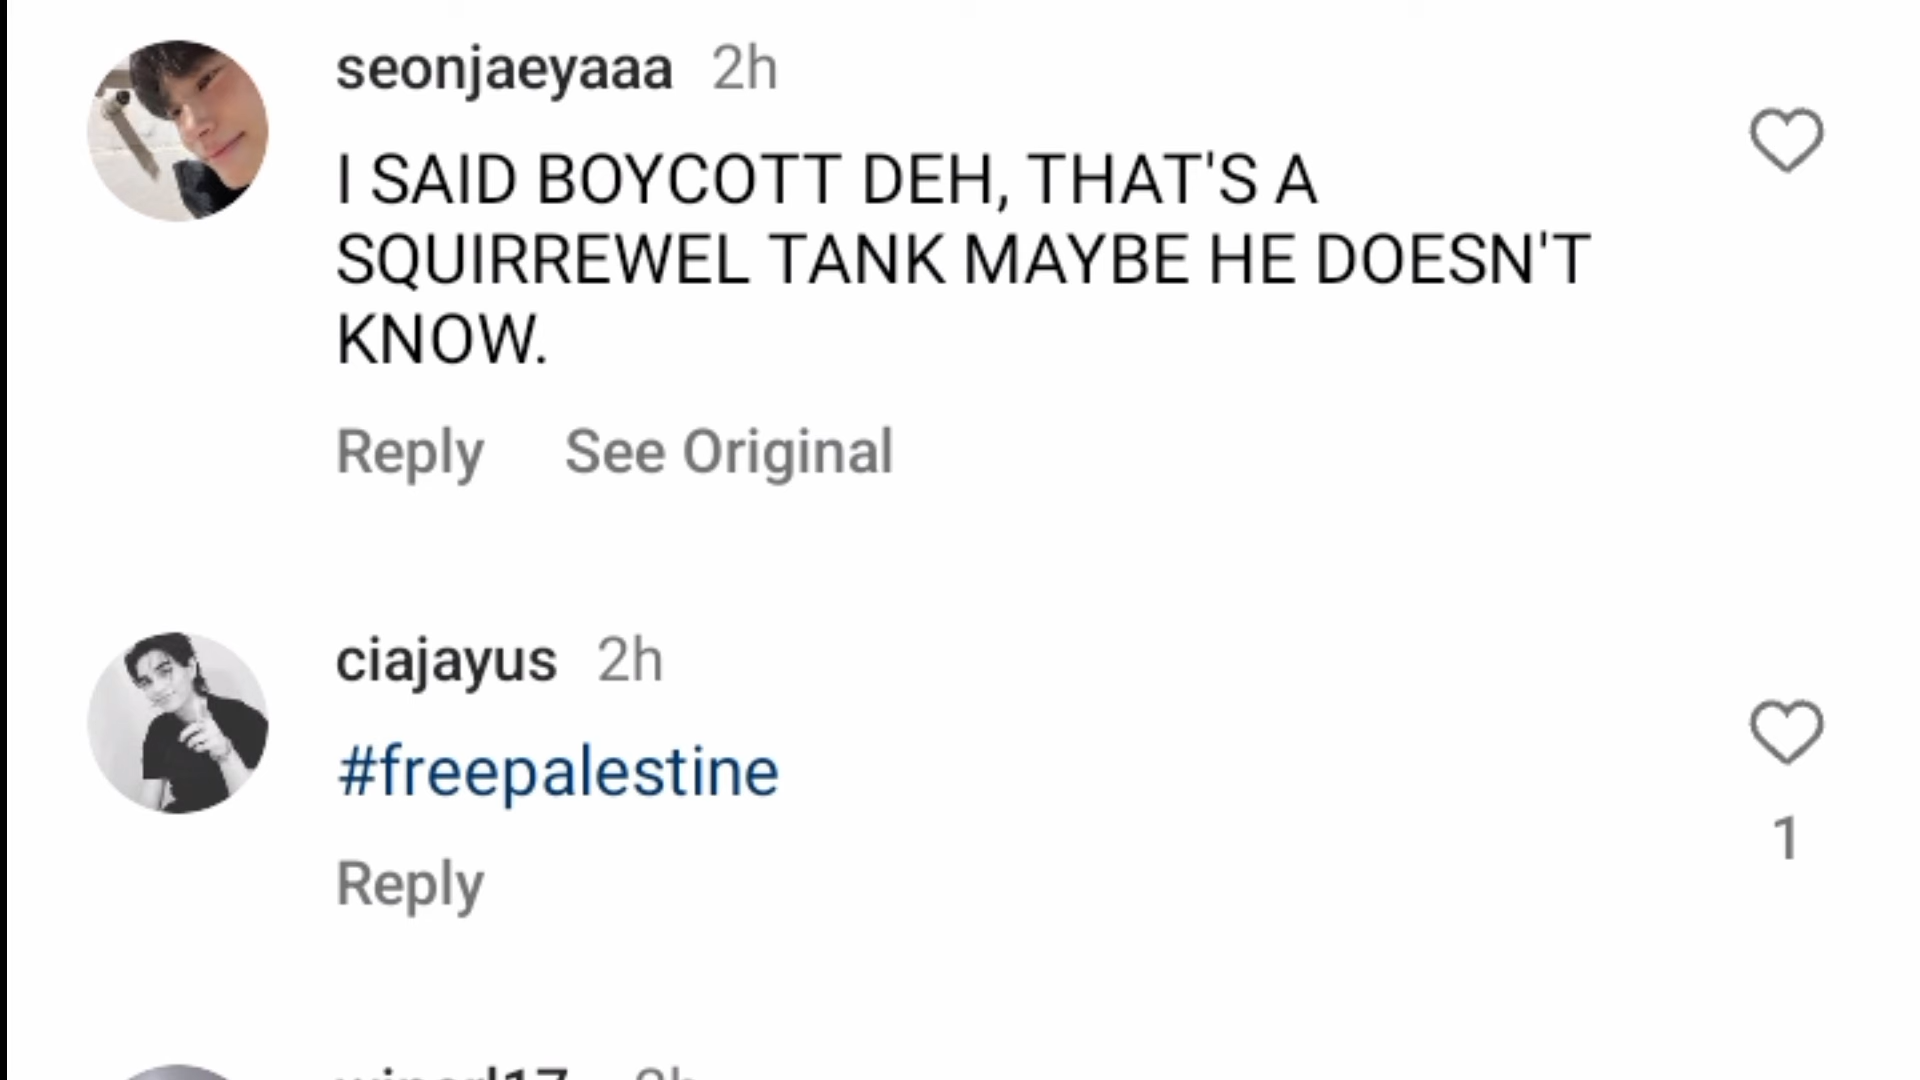 seonjaeyaaa 2h
I SAID BOYCOTT DEH, THAT'S A
SQUIRREWEL TANK MAYBE HE DOESN'T
KNOW.
Reply See Original
ciajayus 2h
#freepalestine
1
Reply